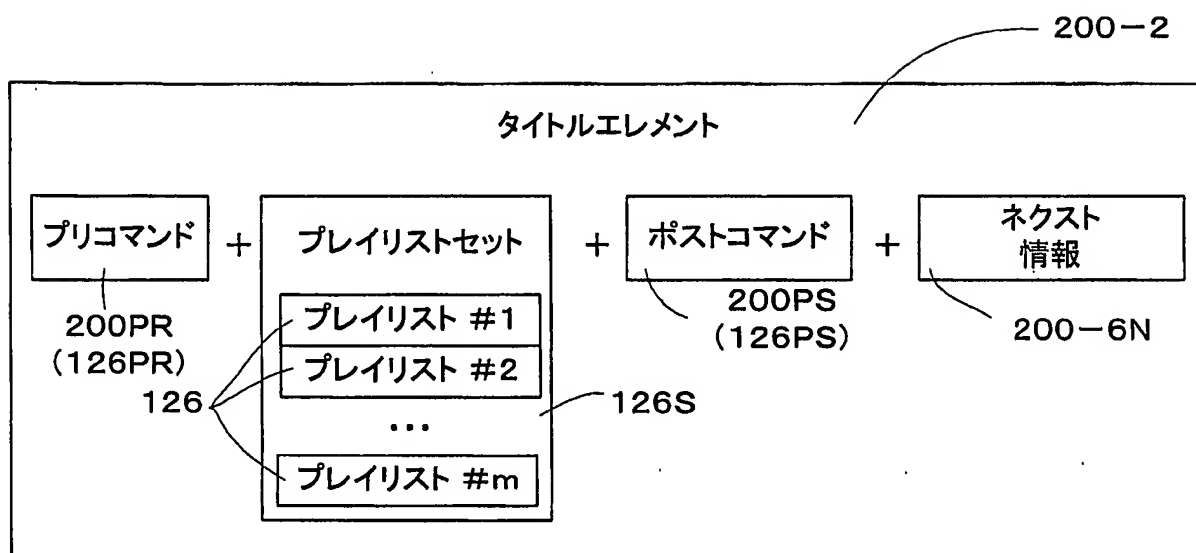 200-2
タイトルエレメント
プリコマンド + プレイリストセット + ポストコマンド + ネクスト
情報
200PR
(126PR)
200PS
(126PS)
200-6N
プレイリスト #1
プレイリスト #2
126
126S
...
プレイリスト #m